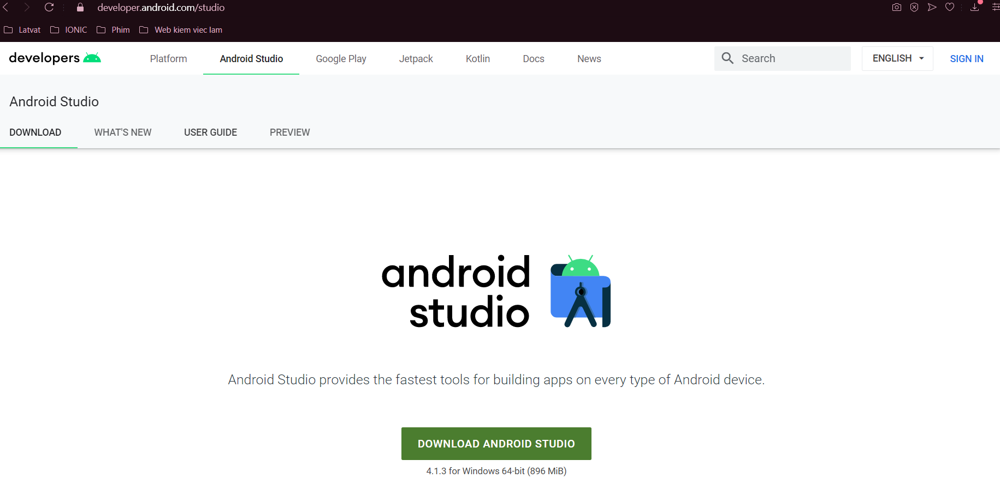 developer.android.com/studio
Latvat IONIC Phim Web kiem viec lam
developers Platform Android Studio Google Play Jetpack Kotlin Docs News Search ENGLISH SIGN IN
Android Studio
DOWNLOAD WHAT'S NEW USER GUIDE PREVIEW
android
studio
Android Studio provides the fastest tools for building apps on every type of Android device.
DOWNLOAD ANDROID STUDIO
4.1.3 for Windows 64-bit (896 MiB)